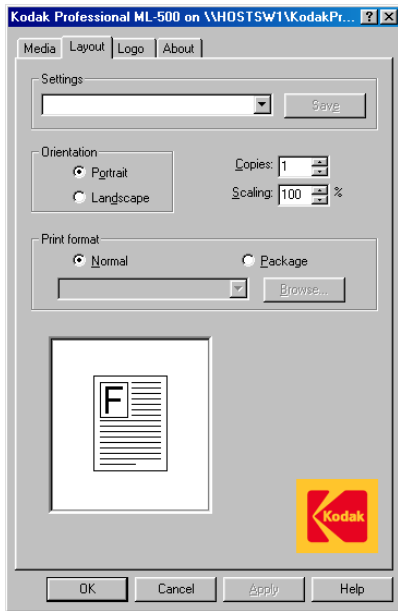 Kodak Professional ML-500 on \\HOSTSW1\KodakPr...
Media Layout Logo About
Settings
Save
Orientation
Portrait
Landscape
Copies: 1
Scaling: 100 %
Print format
Normal Package
Browse...
F
Kodak
OK Cancel Apply Help